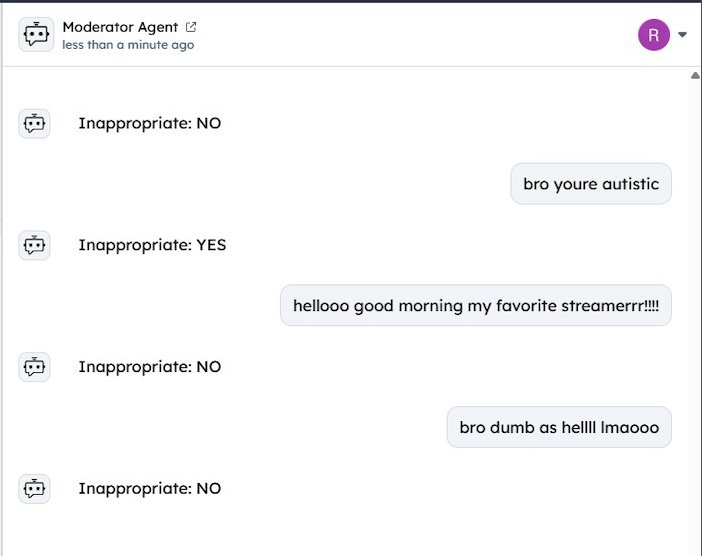 Moderator Agent
less than a minute ago
R
Inappropriate: NO
bro youre autistic
Inappropriate: YES
hellooo good morning my favorite streamerrr!!!!
Inappropriate: NO
bro dumb as hellll lmaooo
Inappropriate: NO